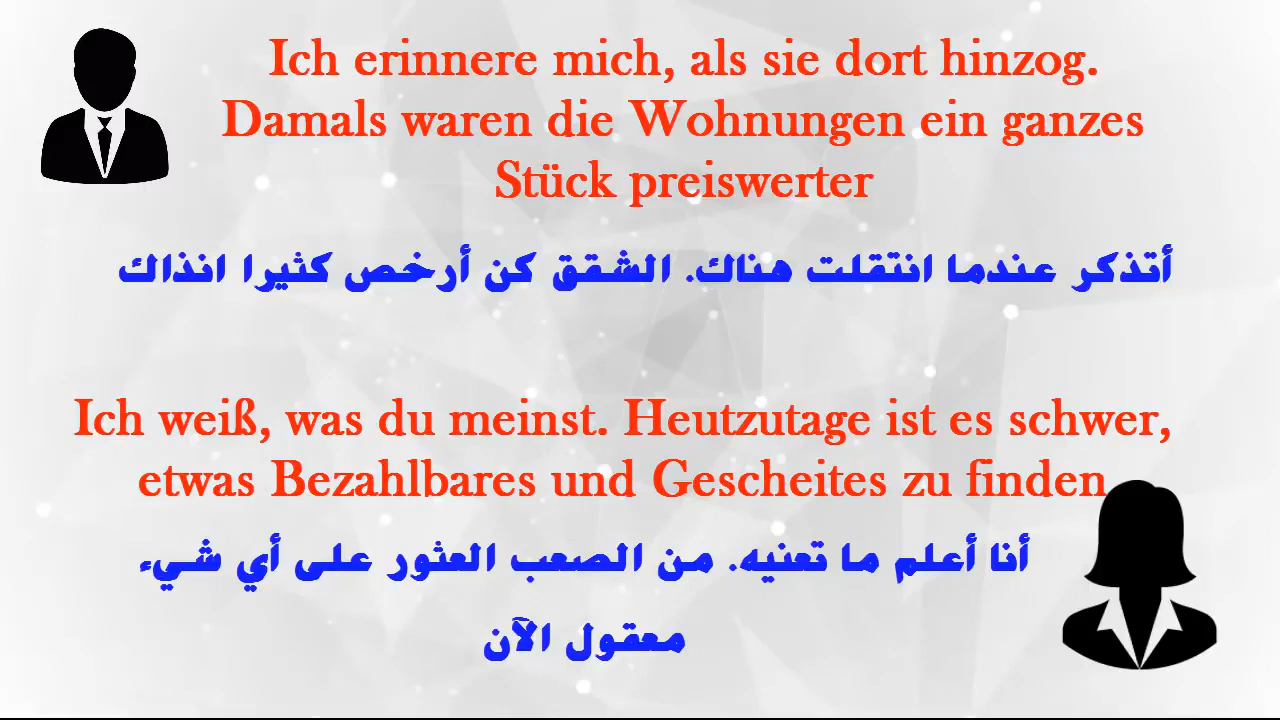 Ich erinnere mich, als sie dort hinzog.
Damals waren die Wohnungen ein ganzes
Stück preiswerter
أتذكر عندما انتقلت هناك. الشقق كن أرخص كثيرا انذاك
Ich weiß, was du meinst. Heutzutage ist es schwer,
etwas Bezahlbares und Gescheites zu finden
أنا أعلم ما تعنيه. من الصعب العثور على أي شيء
معقول الآن